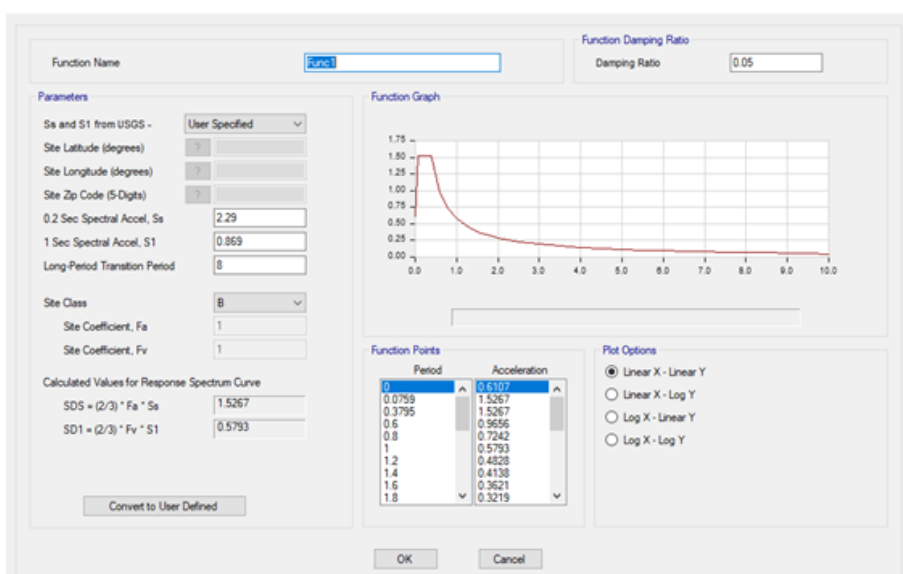 Function Damping Ratio
Function Name Func1 Damping Ratio 0.05
Parameters
Ss and S1 from USGS - User Specified
Site Latitude (degrees) ?
Site Longitude (degrees) ?
Site Zip Code (5-Digits) ?
0.2 Sec Spectral Accel, Ss 2.29
1 Sec Spectral Accel, S1 0.869
Long-Period Transition Period 8
Site Class B
Site Coefficient, Fa 1
Site Coefficient, Fv 1
Calculated Values for Response Spectrum Curve
SDS = (2/3) * Fa * Ss 1.5267
SD1 = (2/3) * Fv * S1 0.5793
Convert to User Defined
Function Graph
1.75
1.50
1.25
1.00
0.75
0.50
0.25
0.00
0.0 1.0 2.0 3.0 4.0 5.0 6.0 7.0 8.0 9.0 10.0
Function Points
Period Acceleration
0 0.6107
0.0759 1.5267
0.3795 1.5267
0.6 0.9656
0.8 0.7242
1 0.5793
1.2 0.4828
1.4 0.4138
1.6 0.3621
1.8 0.3219
Plot Options
Linear X - Linear Y
Linear X - Log Y
Log X - Linear Y
Log X - Log Y
OK Cancel